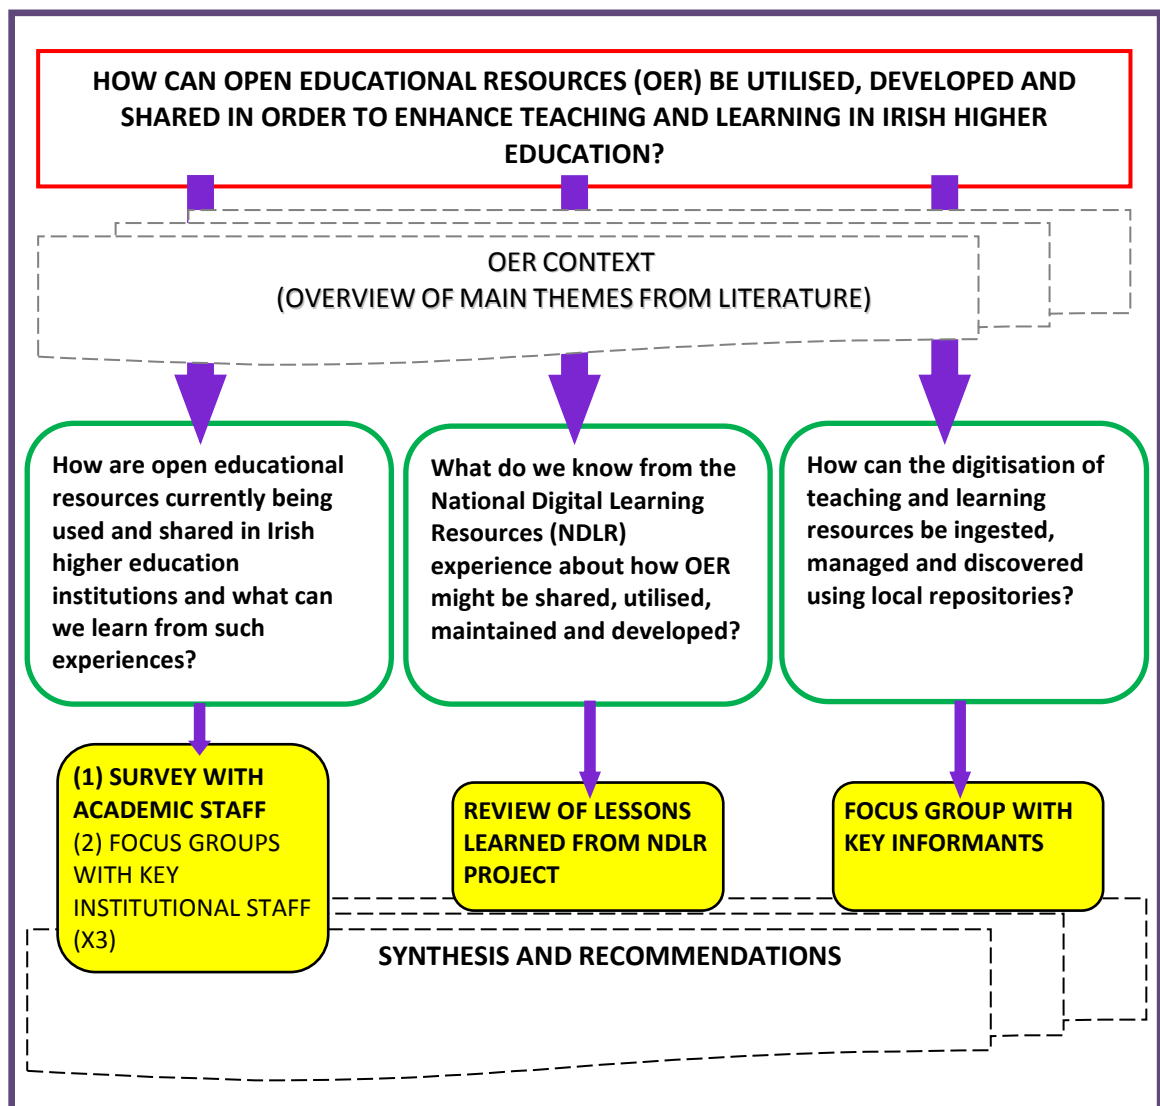 HOW CAN OPEN EDUCATIONAL RESOURCES (OER) BE UTILISED, DEVELOPED AND
SHARED IN ORDER TO ENHANCE TEACHING AND LEARNING IN IRISH HIGHER
EDUCATION?
OER CONTEXT
(OVERVIEW OF MAIN THEMES FROM LITERATURE)
How are open educational
resources currently being
used and shared in Irish
higher education
institutions and what can
we learn from such
experiences?
What do we know from the
National Digital Learning
Resources (NDLR)
experience about how OER
might be shared, utilised,
maintained and developed?
How can the digitisation of
teaching and learning
resources be ingested,
managed and discovered
using local repositories?
(1) SURVEY WITH
ACADEMIC STAFF
(2) FOCUS GROUPS
WITH KEY
INSTITUTIONAL STAFF
(X3)
REVIEW OF LESSONS
LEARNED FROM NDLR
PROJECT
FOCUS GROUP WITH
KEY INFORMANTS
SYNTHESIS AND RECOMMENDATIONS